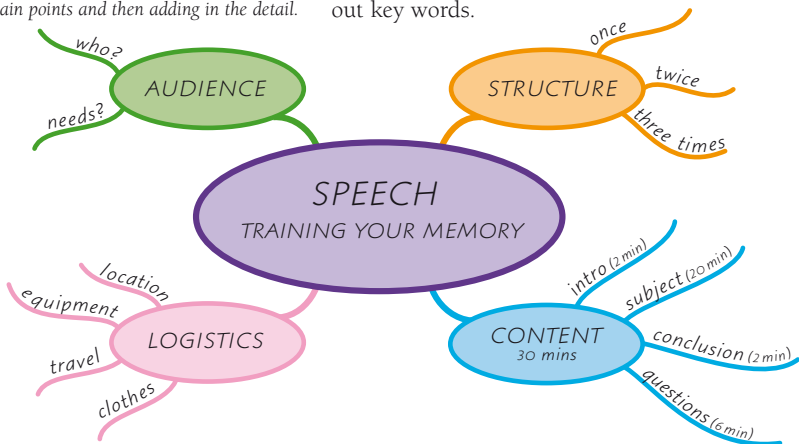 ain points and then adding in the detail.
out key words.
who?
needs?
AUDIENCE
once
twice
three times
STRUCTURE
SPEECH
TRAINING YOUR MEMORY
location
equipment
travel
clothes
LOGISTICS
intro (2 min)
subject (20 min)
conclusion (2 min)
questions (6 min)
CONTENT
30 mins